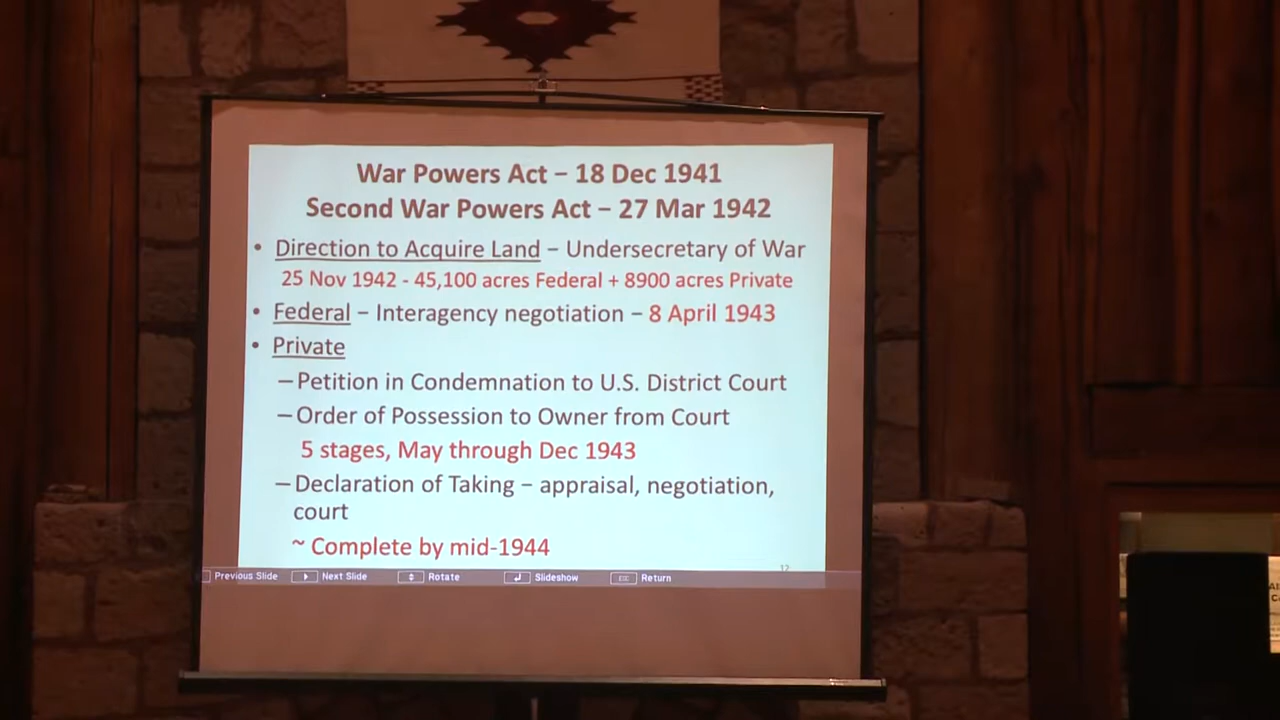 War Powers Act – 18 Dec 1941
Second War Powers Act – 27 Mar 1942
• Direction to Acquire Land – Undersecretary of War
25 Nov 1942 - 45,100 acres Federal + 8900 acres Private
• Federal – Interagency negotiation – 8 April 1943
• Private
– Petition in Condemnation to U.S. District Court
– Order of Possession to Owner from Court
5 stages, May through Dec 1943
– Declaration of Taking – appraisal, negotiation,
court
~ Complete by mid-1944
12
Previous Slide Next Slide Rotate Slideshow Return